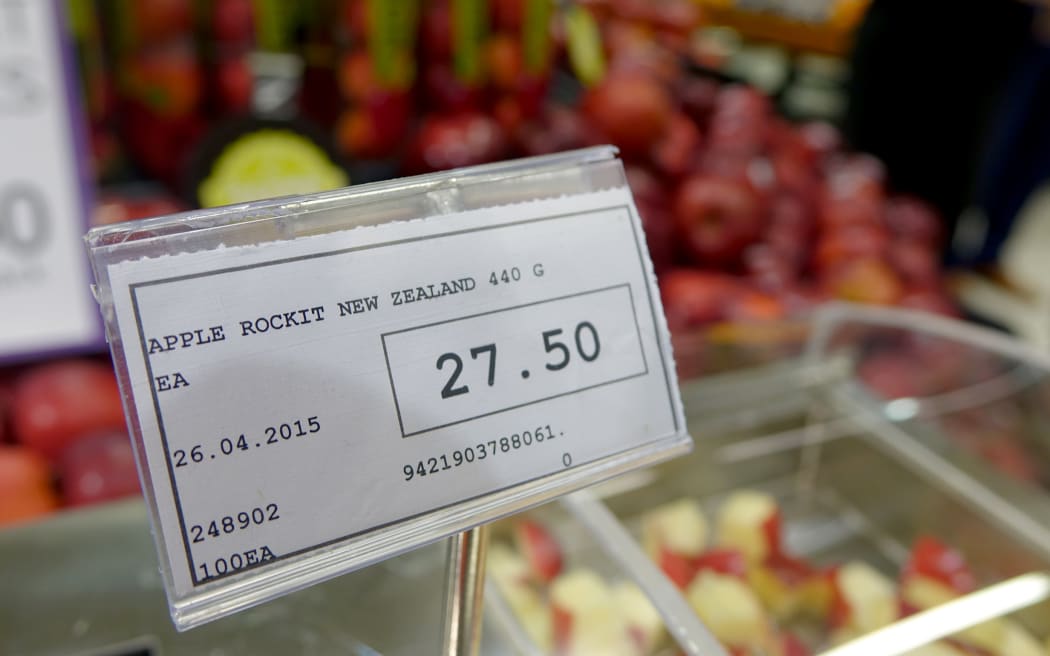 APPLE ROCKIT NEW ZEALAND 440 G
EA
27.50
26.04.2015
9421903788061.
0
248902
100EA